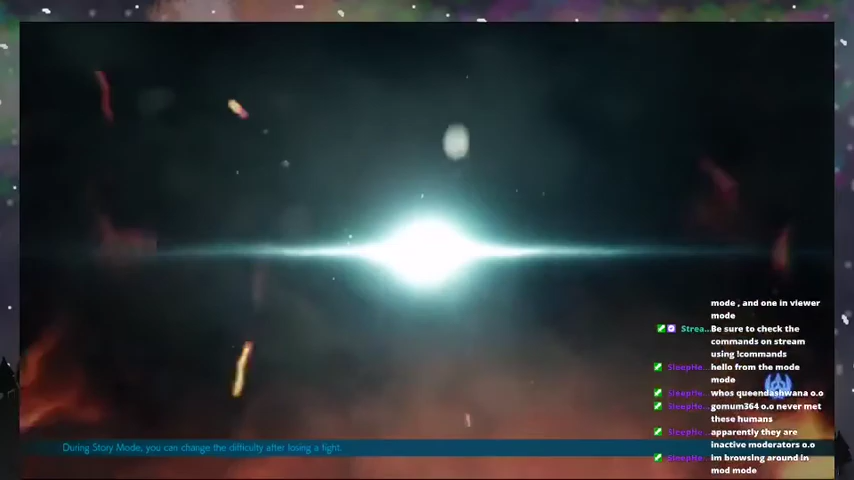 mode , and one in viewer
mode
Strea... Be sure to check the
commands on stream
using !commands
SleepHe... hello from the mode
mode
SleepHe... whos queendashwana o.o
SleepHe... gomum364 o.o never met
these humans
SleepHe... apparently they are
inactive moderators o.o
During Story Mode, you can change the difficulty after losing a fight.
SleepHe... im browsing around in
mod mode